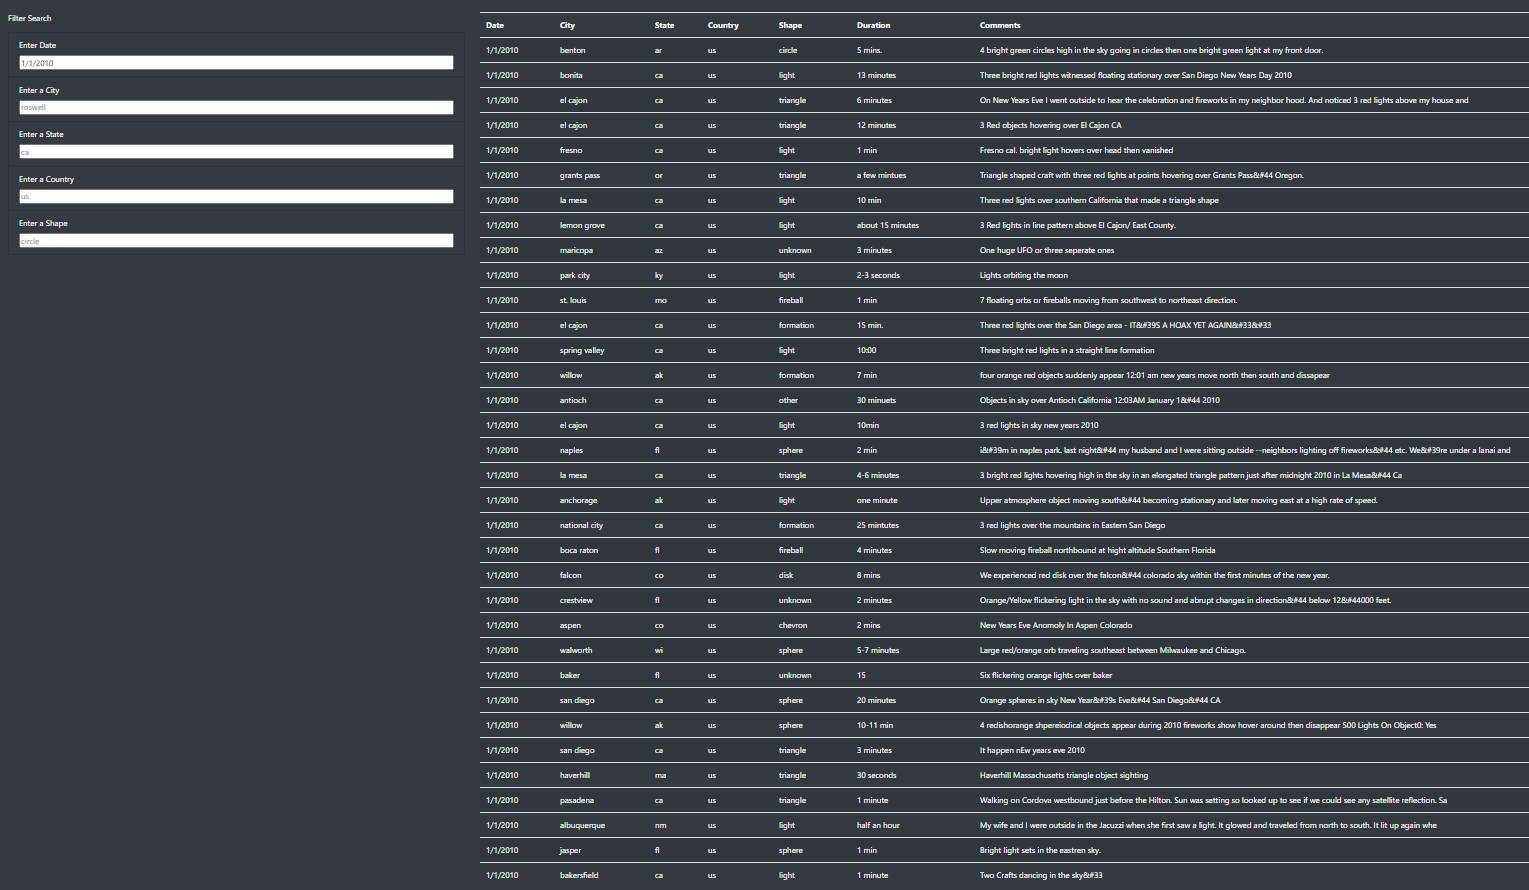 Filter Search
Enter Date
1/1/2010
Enter a City
roswell
Enter a State
ca
Enter a Country
us
Enter a Shape
circle
Date City State Country Shape Duration Comments
1/1/2010 benton ar us circle 5 mins. 4 bright green circles high in the sky going in circles then one bright green light at my front door.
1/1/2010 bonita ca us light 13 minutes Three bright red lights witnessed floating stationary over San Diego New Years Day 2010
1/1/2010 el cajon ca us triangle 6 minutes On New Years Eve I went outside to hear the celebration and fireworks in my neighbor hood. And noticed 3 red lights above my house and
1/1/2010 el cajon ca us triangle 12 minutes 3 Red objects hovering over El Cajon CA
1/1/2010 fresno ca us light 1 min Fresno cal. bright light hovers over head then vanished
1/1/2010 grants pass or us triangle a few mintues Triangle shaped craft with three red lights at points hovering over Grants Pass&#44 Oregon.
1/1/2010 la mesa ca us light 10 min Three red lights over southern California that made a triangle shape
1/1/2010 lemon grove ca us light about 15 minutes 3 Red lights in line pattern above El Cajon/ East County.
1/1/2010 maricopa az us unknown 3 minutes One huge UFO or three seperate ones
1/1/2010 park city ky us light 2-3 seconds Lights orbiting the moon
1/1/2010 st. louis mo us fireball 1 min 7 floating orbs or fireballs moving from southwest to northeast direction.
1/1/2010 el cajon ca us formation 15 min. Three red lights over the San Diego area - IT&#39S A HOAX YET AGAIN&#33&#33
1/1/2010 spring valley ca us light 10:00 Three bright red lights in a straight line formation
1/1/2010 willow ak us formation 7 min four orange red objects suddenly appear 12:01 am new years move north then south and dissapear
1/1/2010 antioch ca us other 30 minuets Objects in sky over Antioch California 12:03AM January 1&#44 2010
1/1/2010 el cajon ca us light 10min 3 red lights in sky new years 2010
1/1/2010 naples fl us sphere 2 min i&#39m in naples park. last night&#44 my husband and I were sitting outside --neighbors lighting off fireworks&#44 etc. We&#39re under a lanai and
1/1/2010 la mesa ca us triangle 4-6 minutes 3 bright red lights hovering high in the sky in an elongated triangle pattern just after midnight 2010 in La Mesa&#44 Ca
1/1/2010 anchorage ak us light one minute Upper atmosphere object moving south&#44 becoming stationary and later moving east at a high rate of speed.
1/1/2010 national city ca us formation 25 mintutes 3 red lights over the mountains in Eastern San Diego
1/1/2010 boca raton fl us fireball 4 minutes Slow moving fireball northbound at hight altitude Southern Florida
1/1/2010 falcon co us disk 8 mins We experienced red disk over the falcon&#44 colorado sky within the first minutes of the new year.
1/1/2010 crestview fl us unknown 2 minutes Orange/Yellow flickering light in the sky with no sound and abrupt changes in direction&#44 below 12&#44000 feet.
1/1/2010 aspen co us chevron 2 mins New Years Eve Anomoly In Aspen Colorado
1/1/2010 walworth wi us sphere 5-7 minutes Large red/orange orb traveling southeast between Milwaukee and Chicago.
1/1/2010 baker fl us unknown 15 Six flickering orange lights over baker
1/1/2010 san diego ca us sphere 20 minutes Orange spheres in sky New Year&#39s Eve&#44 San Diego&#44 CA
1/1/2010 willow ak us sphere 10-11 min 4 redishorange shpereiodical objects appear during 2010 fireworks show hover around then disappear 500 Lights On Object0: Yes
1/1/2010 san diego ca us triangle 3 minutes It happen nEw years eve 2010
1/1/2010 haverhill ma us triangle 30 seconds Haverhill Massachusetts triangle object sighting
1/1/2010 pasadena ca us triangle 1 minute Walking on Cordova westbound just before the Hilton. Sun was setting so looked up to see if we could see any satellite reflection. Sa
1/1/2010 albuquerque nm us light half an hour My wife and I were outside in the Jacuzzi when she first saw a light. It glowed and traveled from north to south. It lit up again whe
1/1/2010 jasper fl us sphere 1 min Bright light sets in the eastren sky.
1/1/2010 bakersfield ca us light 1 minute Two Crafts dancing in the sky&#33